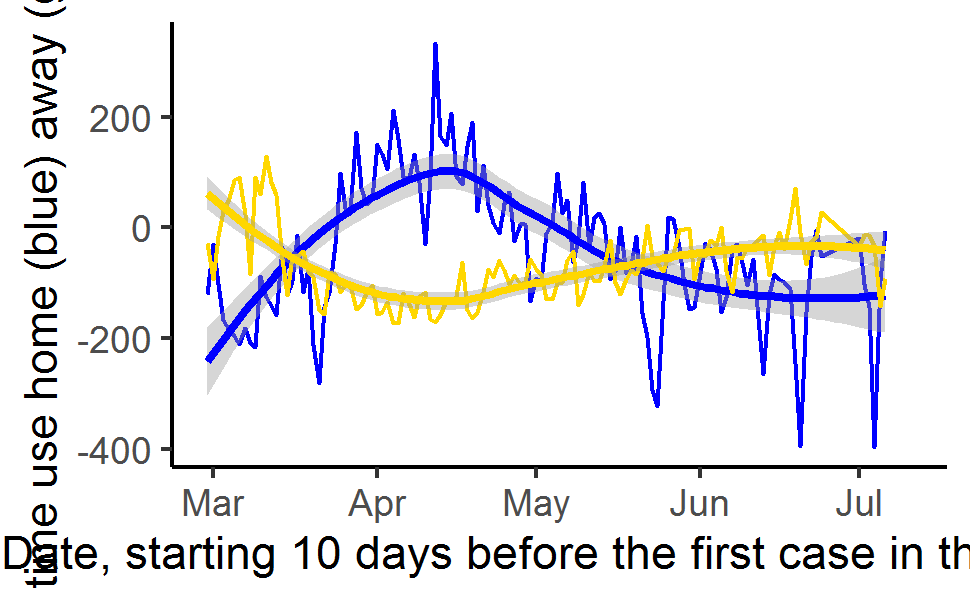 time use home (blue) away (
200
0
-200
-400
Mar Apr May Jun Jul
Date, starting 10 days before the first case in th